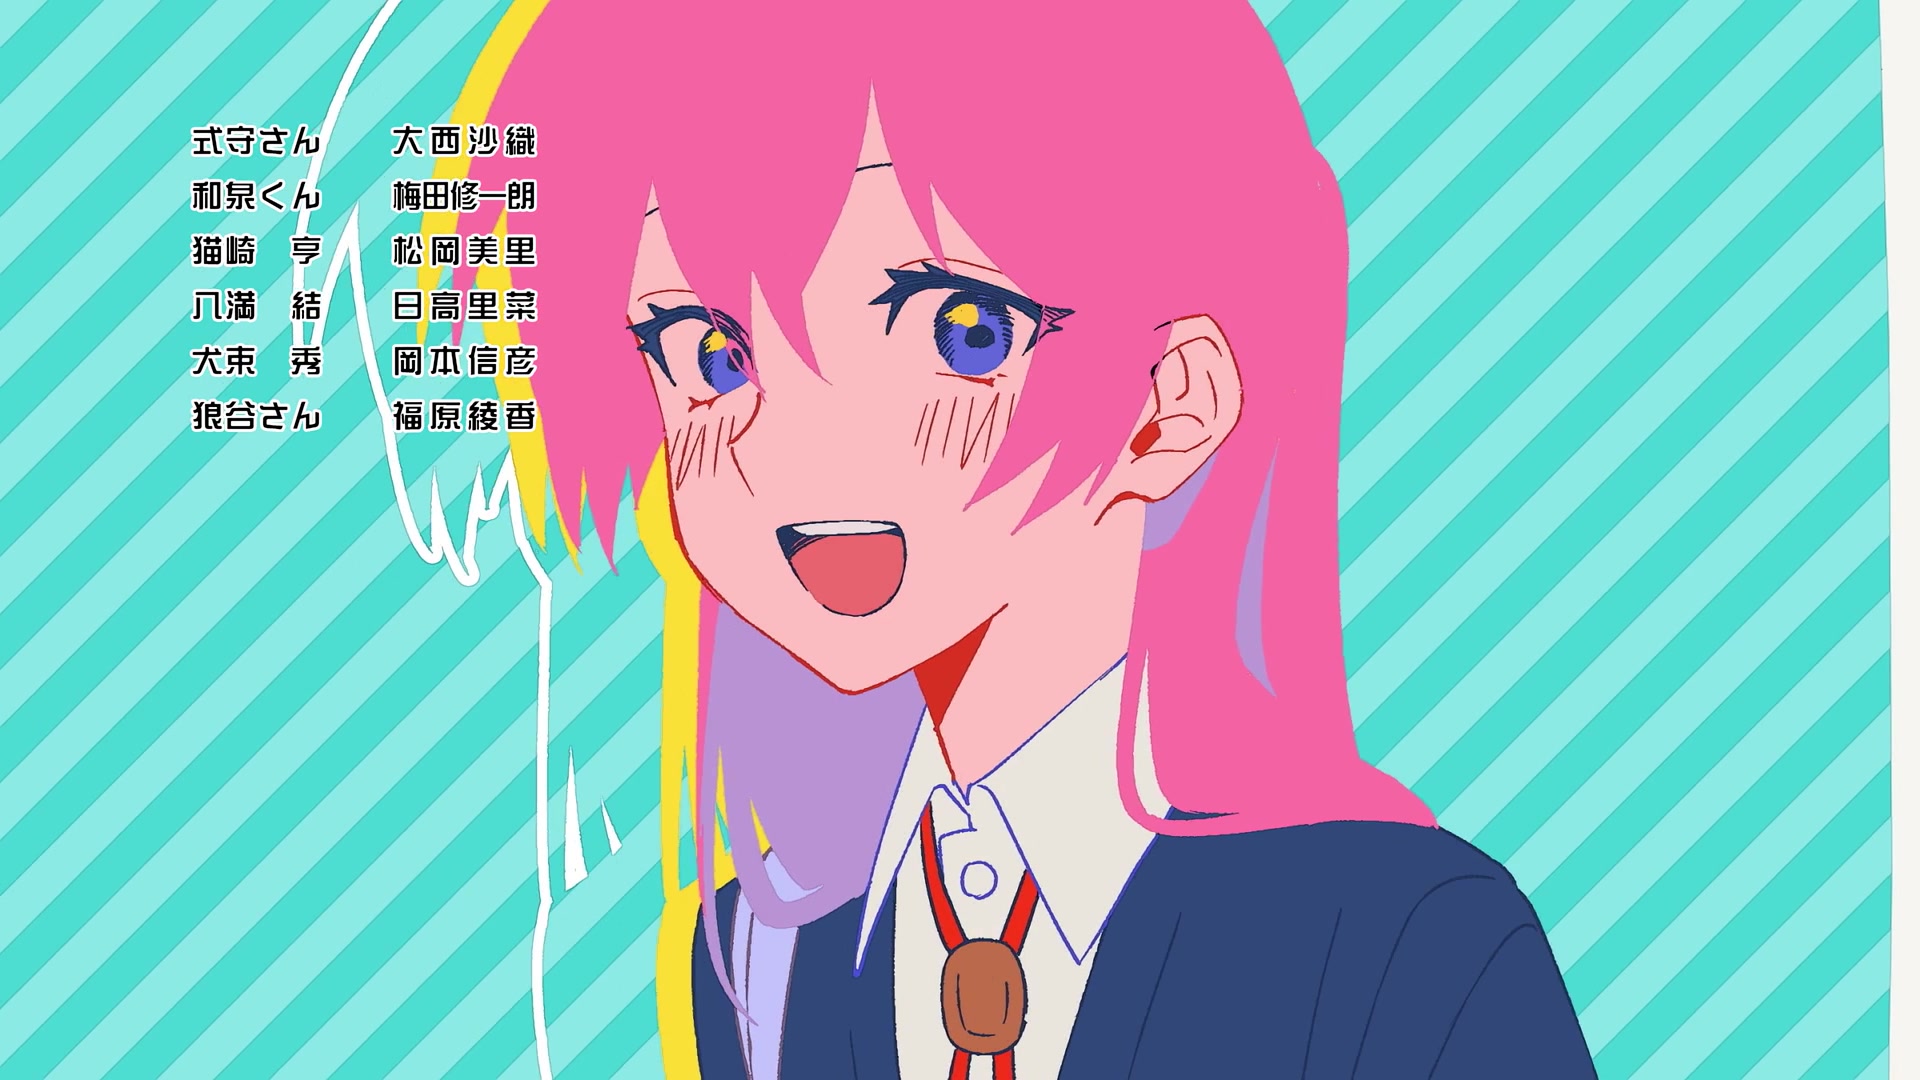 式守さん 大西沙織
和泉くん 梅田修一朗
猫崎 亨 松岡美里
八満 結 日高里菜
犬束 秀 岡本信彦
狼谷さん 福原綾香